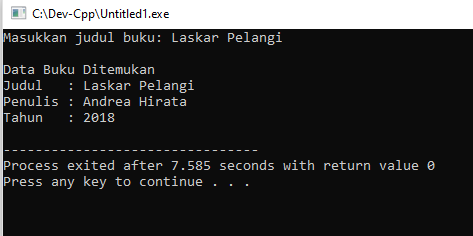 C:\Dev-Cpp\Untitled1.exe
Masukkan judul buku: Laskar Pelangi
Data Buku Ditemukan
Judul   : Laskar Pelangi
Penulis : Andrea Hirata
Tahun   : 2018
--------------------------------
Process exited after 7.585 seconds with return value 0
Press any key to continue . . .